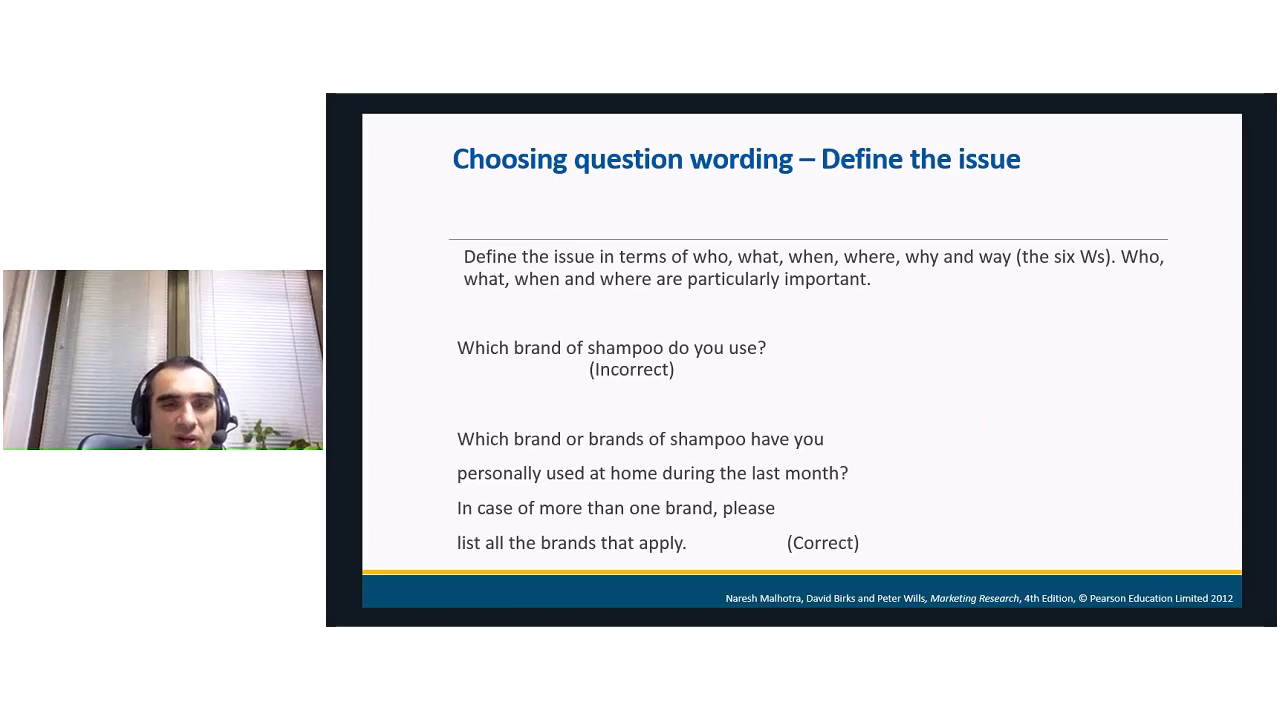 Choosing question wording – Define the issue
Define the issue in terms of who, what, when, where, why and way (the six Ws). Who,
what, when and where are particularly important.
Which brand of shampoo do you use?
(Incorrect)
Which brand or brands of shampoo have you
personally used at home during the last month?
In case of more than one brand, please
list all the brands that apply. (Correct)
Naresh Malhotra, David Birks and Peter Wills, Marketing Research, 4th Edition, © Pearson Education Limited 2012